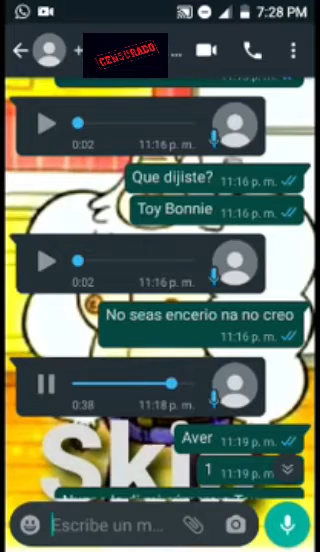 7:28 PM
+ CENSURADO ...
0:02 11:16 p. m.
Que dijiste? 11:16 p. m.
Toy Bonnie 11:16 p. m.
0:02 11:16 p. m.
No seas encerio na no creo
11:16 p. m.
0:38 11:18 p. m.
Aver 11:19 p. m.
1 11:19 p. m
Ski
Escribe un m...